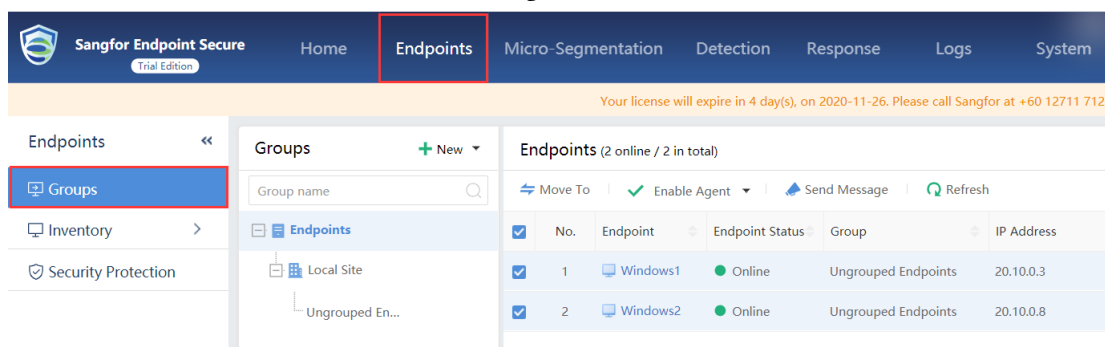 Sangfor Endpoint Secure Home Endpoints Micro-Segmentation Detection Response Logs System
Trial Edition
Your license will expire in 4 day(s), on 2020-11-26. Please call Sangfor at +60 12711 712
Endpoints «
Groups
Inventory >
Security Protection
Groups + New
Group name
Endpoints
Local Site
Ungrouped En...
Endpoints (2 online / 2 in total)
Move To Enable Agent Send Message Refresh
No. Endpoint Endpoint Status Group IP Address
1 Windows1 Online Ungrouped Endpoints 20.10.0.3
2 Windows2 Online Ungrouped Endpoints 20.10.0.8